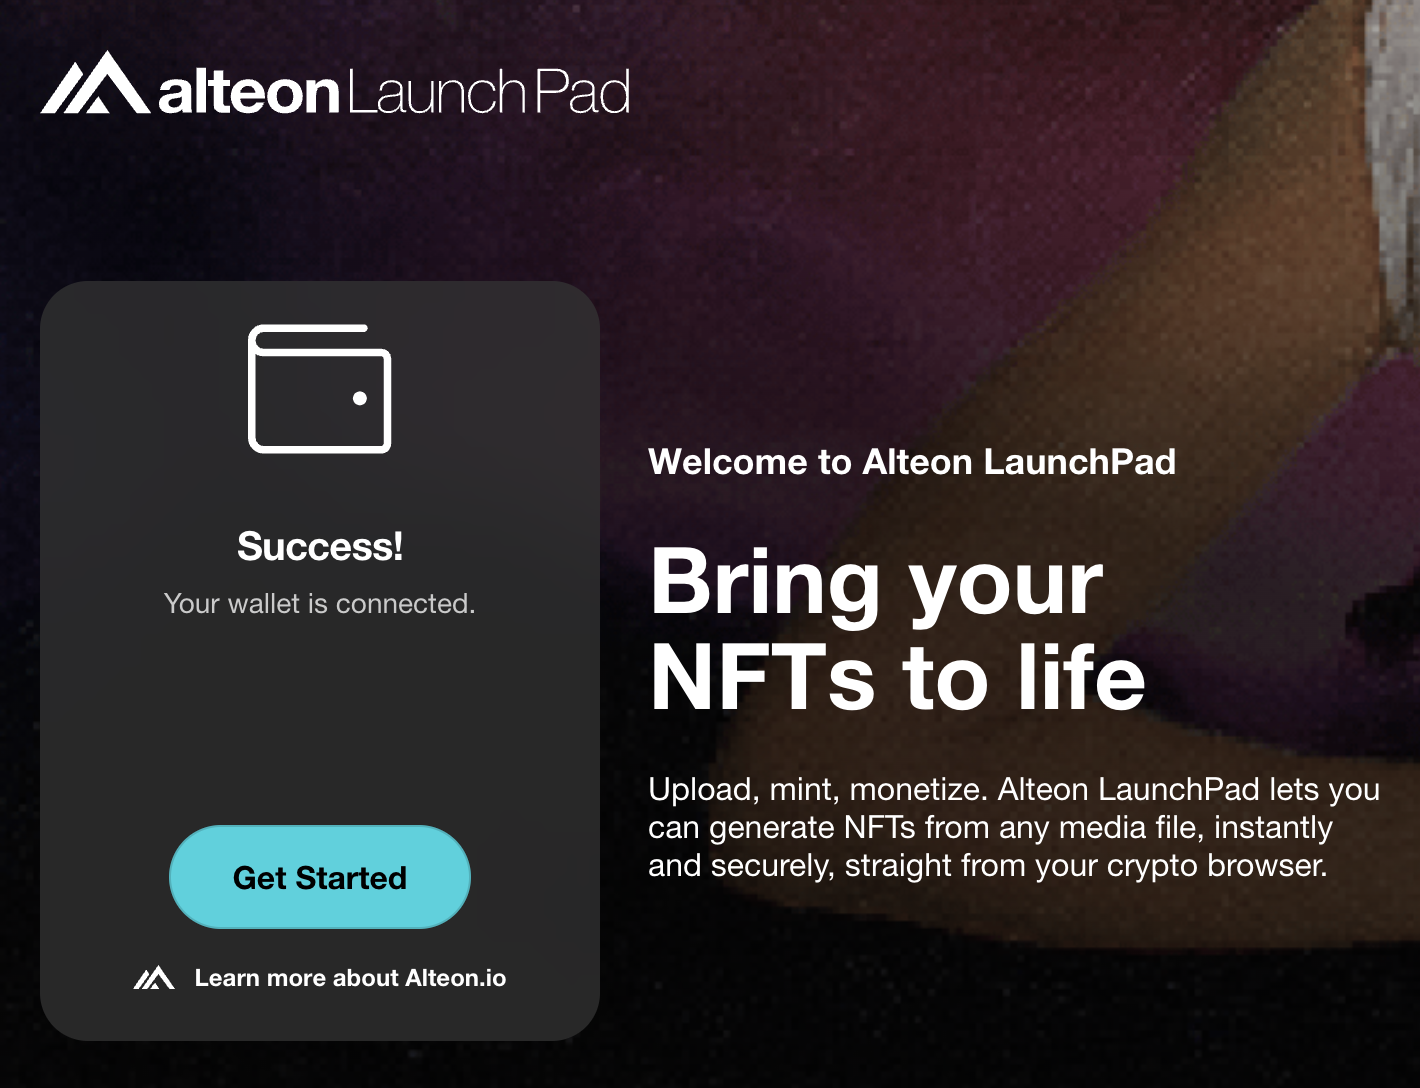 alteon LaunchPad
Success!
Your wallet is connected.
Get Started
Learn more about Alteon.io
Welcome to Alteon LaunchPad
Bring your
NFTs to life
Upload, mint, monetize. Alteon LaunchPad lets you
can generate NFTs from any media file, instantly
and securely, straight from your crypto browser.